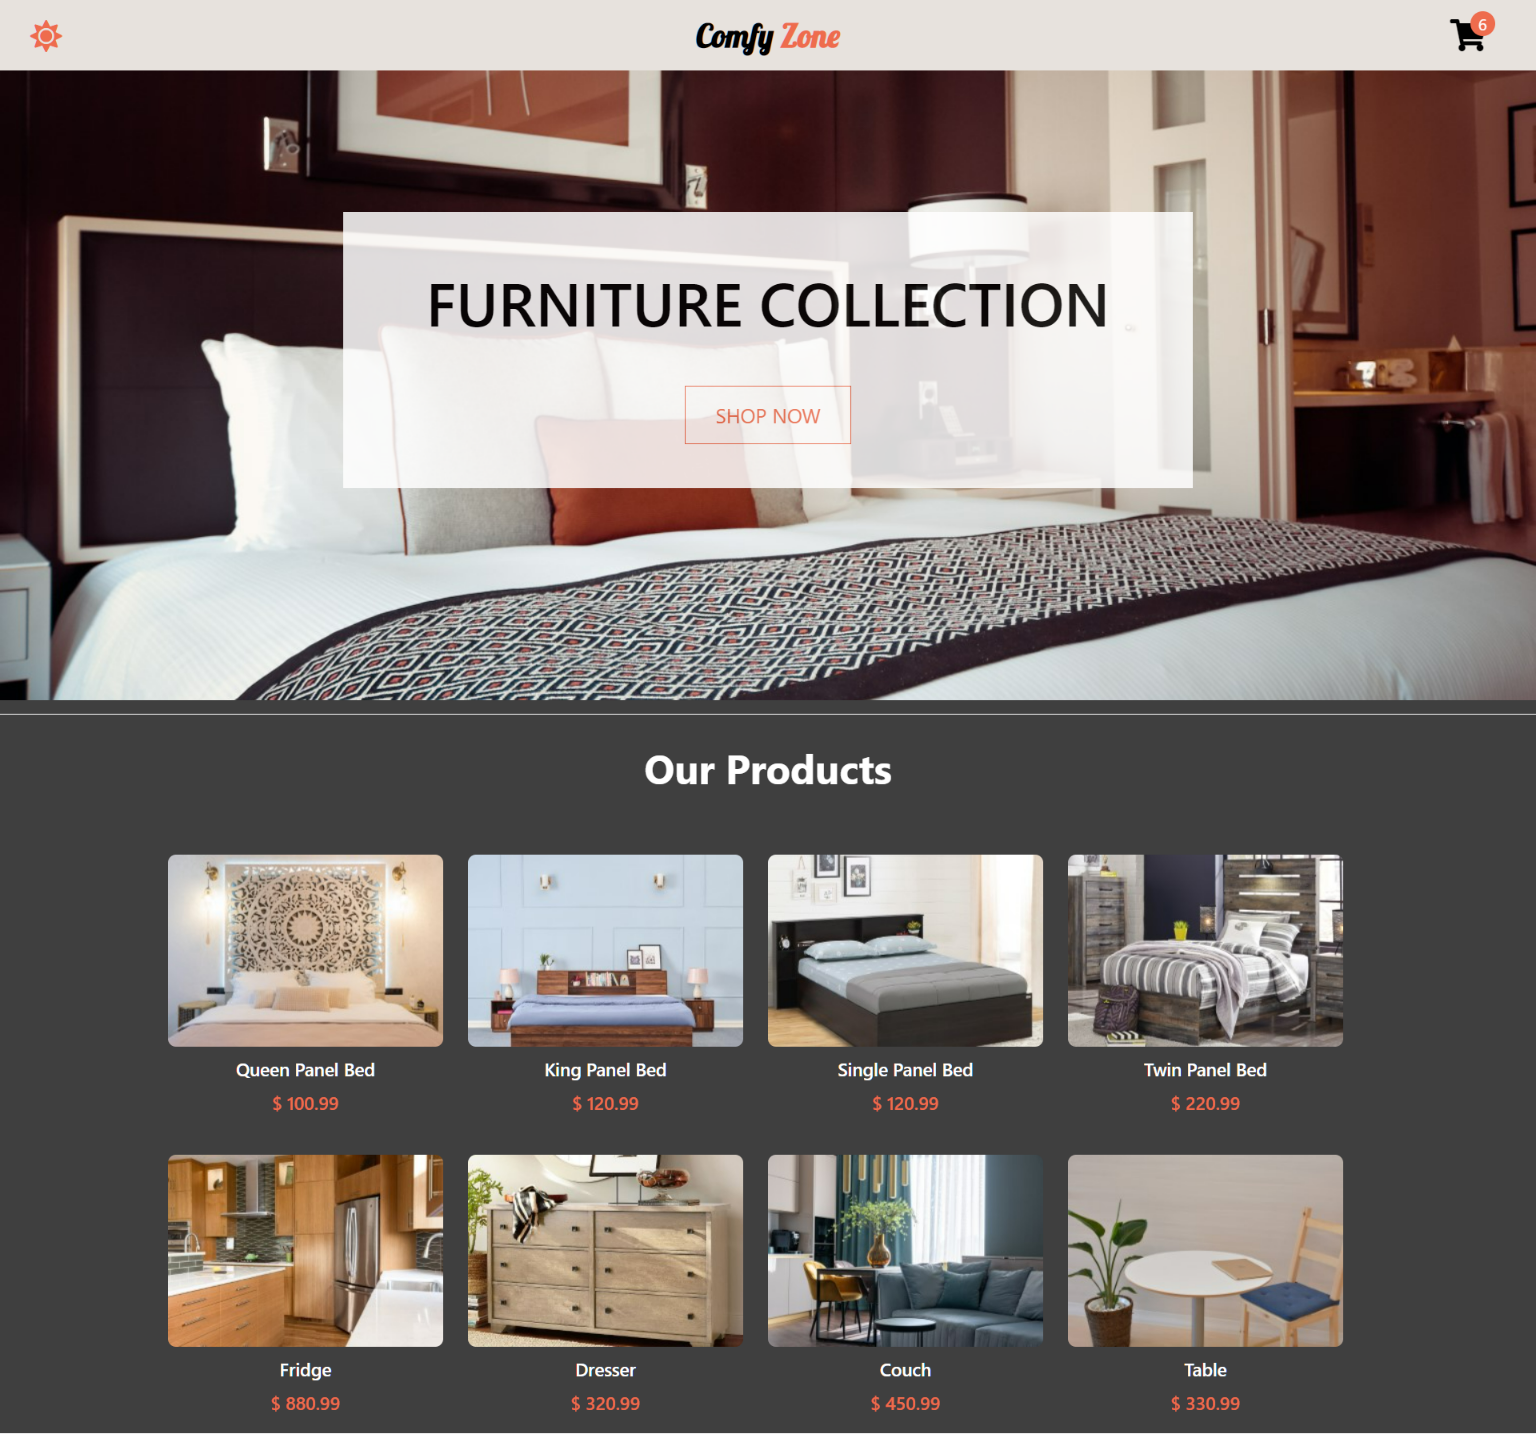 Comfy Zone
6
FURNITURE COLLECTION
SHOP NOW
Our Products
Queen Panel Bed
$ 100.99
King Panel Bed
$ 120.99
Single Panel Bed
$ 120.99
Twin Panel Bed
$ 220.99
Fridge
$ 880.99
Dresser
$ 320.99
Couch
$ 450.99
Table
$ 330.99